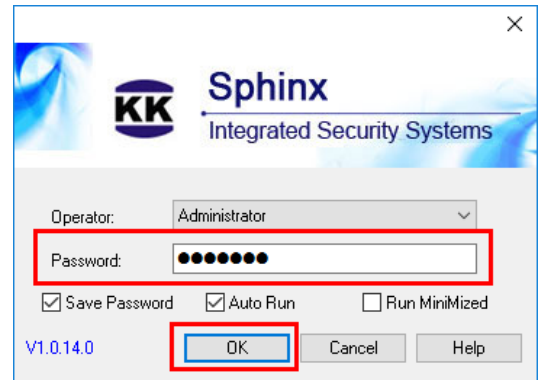 KK
Sphinx
Integrated Security Systems
Operator: Administrator
Password: ●●●●●●●
Save Password Auto Run Run MiniMized
V1.0.14.0 OK Cancel Help